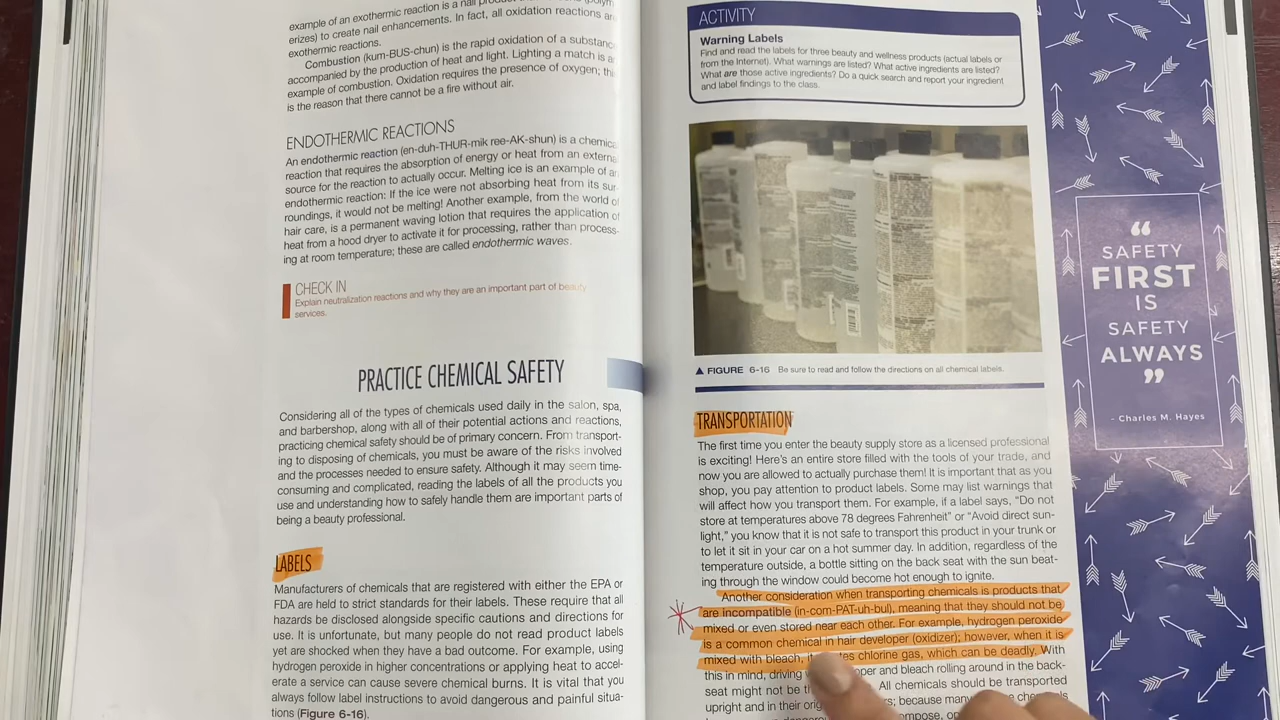 example of an exothermic reaction is a nail
erizes) to create nail enhancements. In fact, all oxidation reactions are
exothermic reactions.
Combustion (kum-BUS-chun) is the rapid oxidation of a substance
accompanied by the production of heat and light. Lighting a match is a
example of combustion. Oxidation requires the presence of oxygen;
is the reason that there cannot be a fire without air.
ENDOTHERMIC REACTIONS
An endothermic reaction (en-duh-THUR-mik ree-AK-shun) is a chemica
reaction that requires the absorption of energy or heat from an external
source for the reaction to actually occur. Melting ice is an example of an
endothermic reaction: If the ice were not absorbing heat from its sur-
roundings, it would not be melting! Another example, from the world of
hair care, is a permanent waving lotion that requires the application of
heat from a hood dryer to activate it for processing, rather than process-
ing at room temperature; these are called endothermic waves.
CHECK IN
Explain neutralization reactions and why they are an important part of beauty
services.
PRACTICE CHEMICAL SAFETY
Considering all of the types of chemicals used daily in the salon, spa,
and barbershop, along with all of their potential actions and reactions,
practicing chemical safety should be of primary concern. From transport-
ing to disposing of chemicals, you must be aware of the risks involved
and the processes needed to ensure safety. Although it may seem time-
consuming and complicated, reading the labels of all the products you
use and understanding how to safely handle them are important parts of
being a beauty professional.
LABELS
Manufacturers of chemicals that are registered with either the EPA or
FDA are held to strict standards for their labels. These require that all
hazards be disclosed alongside specific cautions and directions for
use. It is unfortunate, but many people do not read product labels
yet are shocked when they have a bad outcome. For example, using
hydrogen peroxide in higher concentrations or applying heat to accel-
erate a service can cause severe chemical burns. It is vital that you
always follow label instructions to avoid dangerous and painful situa-
tions (Figure 6-16).
ACTIVITY
Warning Labels
Find and read the labels for three beauty and wellness products (actual labels or
from the Internet). What warnings are listed? What active ingredients are listed?
What are those active ingredients? Do a quick search and report your ingredient
and label findings to the class.
▲ FIGURE 6-16 Be sure to read and follow the directions on all chemical labels.
TRANSPORTATION
The first time you enter the beauty supply store as a licensed professional
is exciting! Here's an entire store filled with the tools of your trade, and
now you are allowed to actually purchase them! It is important that as you
shop, you pay attention to product labels. Some may list warnings that
will affect how you transport them. For example, if a label says, "Do not
store at temperatures above 78 degrees Fahrenheit" or "Avoid direct sun-
light," you know that it is not safe to transport this product in your trunk or
to let it sit in your car on a hot summer day. In addition, regardless of the
temperature outside, a bottle sitting on the back seat with the sun beat-
ing through the window could become hot enough to ignite.
Another consideration when transporting chemicals is products that
are incompatible (in-com-PAT-uh-bul), meaning that they should not be
mixed or even stored near each other. For example, hydrogen peroxide
is a common chemical in hair developer (oxidizer); however, when it is
mixed with bleach, chlorine gas, which can be deadly. With
this in mind, driving and bleach rolling around in the back-
seat might not be All chemicals should be transported
upright and in their because
“
SAFETY
FIRST
IS
SAFETY
ALWAYS
”
- Charles M. Hayes